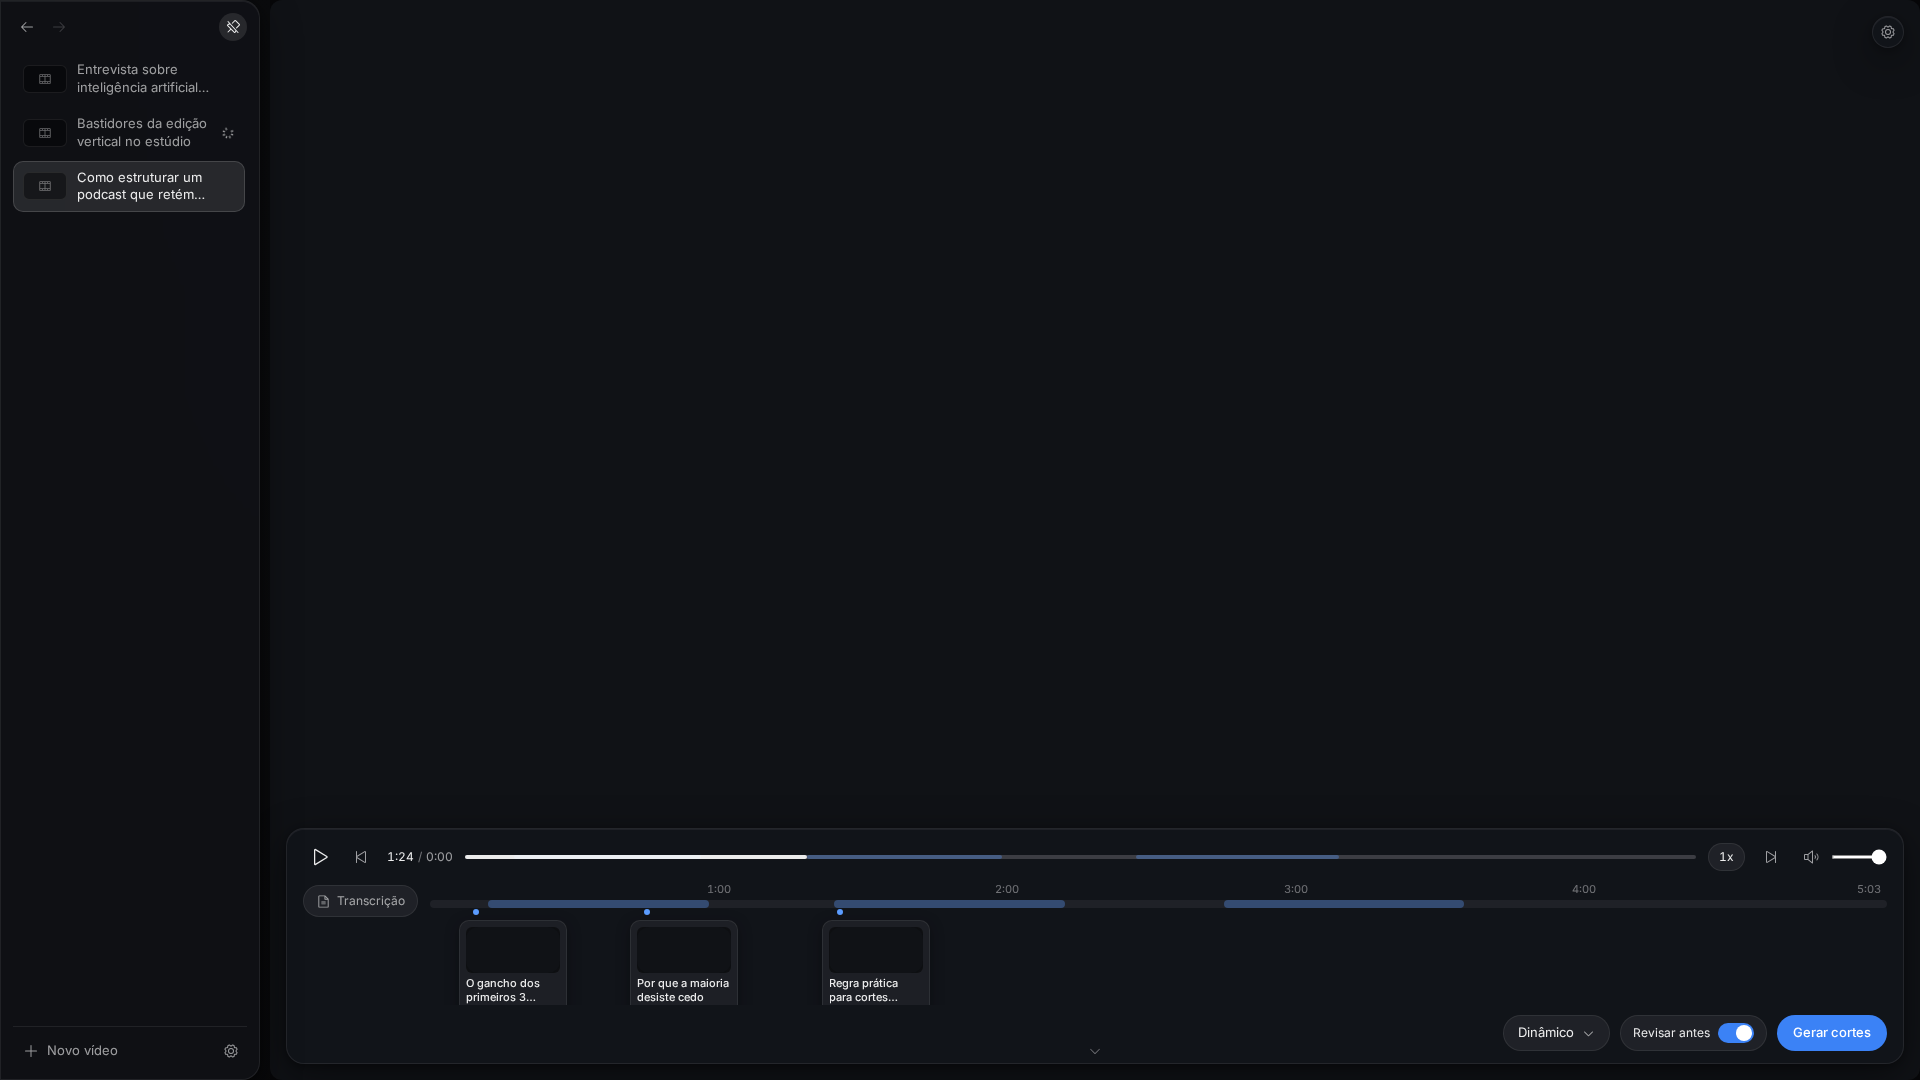 Entrevista sobre
inteligência artificial...
Bastidores da edição
vertical no estúdio
Como estruturar um
podcast que retém...
Novo vídeo
1:24 / 0:00
1x
Transcrição
1:00
2:00
3:00
4:00
5:03
O gancho dos
primeiros 3...
Por que a maioria
desiste cedo
Regra prática
para cortes...
Dinâmico
Revisar antes
Gerar cortes